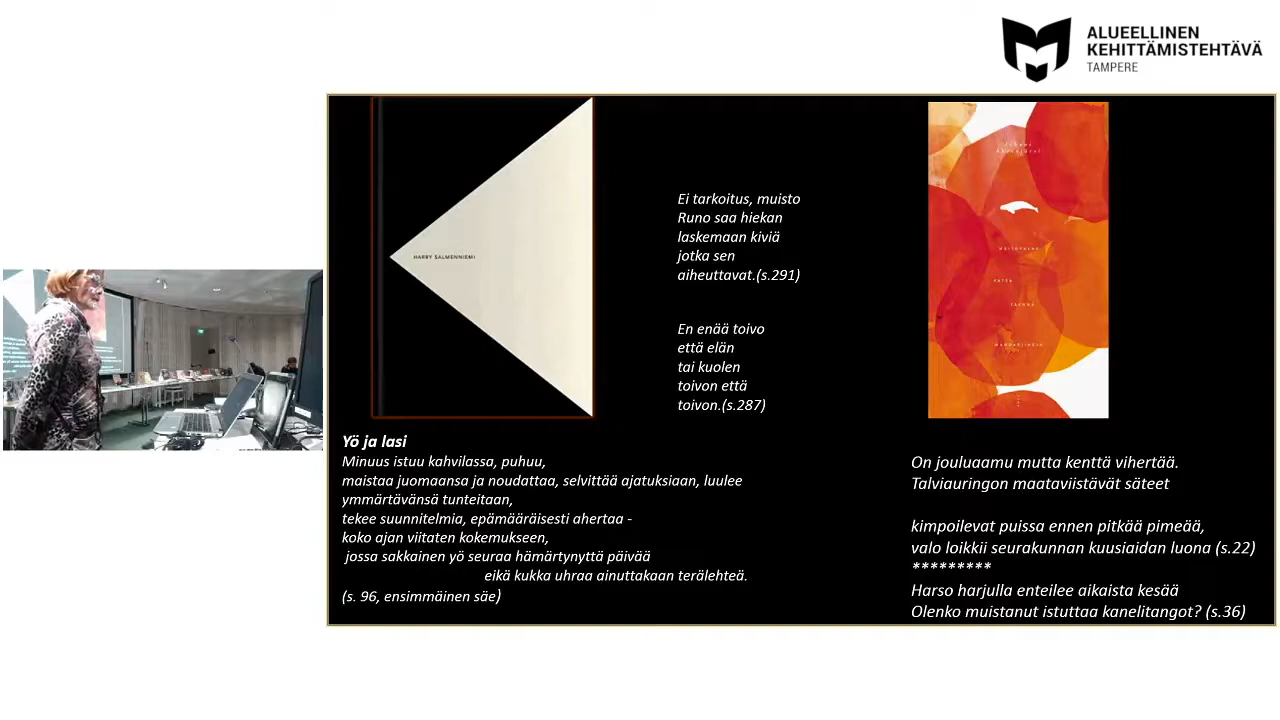 ALUEELLINEN
KEHITTÄMISTEHTÄVÄ
TAMPERE
HARRY SALMENNIEMI
Ei tarkoitus, muisto
Runo saa hiekan
laskemaan kiviä
jotka sen
aiheuttavat.(s.291)
En enää toivo
että elän
tai kuolen
toivon että
toivon.(s.287)
Yö ja lasi
Minuus istuu kahvilassa, puhuu,
maistaa juomaansa ja noudattaa, selvittää ajatuksiaan, luulee
ymmärtävänsä tunteitaan,
tekee suunnitelmia, epämääräisesti ahertaa -
koko ajan viitaten kokemukseen,
jossa sakkainen yö seuraa hämärtynyttä päivää
eikä kukka uhraa ainuttakaan terälehteä.
(s. 96, ensimmäinen säe)
MAITOVALAS
VATSA
TÄYNNÄ
MANDARIINEJA
On jouluaamu mutta kenttä vihertää.
Talviauringon maataviistävät säteet
kimpoilevat puissa ennen pitkää pimeää,
valo loikkii seurakunnan kuusiaidan luona (s.22)
*********
Harso harjulla enteilee aikaista kesää
Olenko muistanut istuttaa kanelitangot? (s.36)